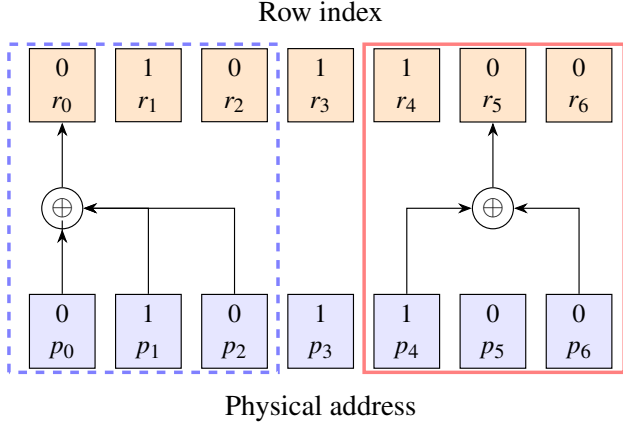 Row index
0 1 0 1 1 0 0
r0 r1 r2 r3 r4 r5 r6
⊕ ⊕
0 1 0 1 1 0 0
p0 p1 p2 p3 p4 p5 p6
Physical address